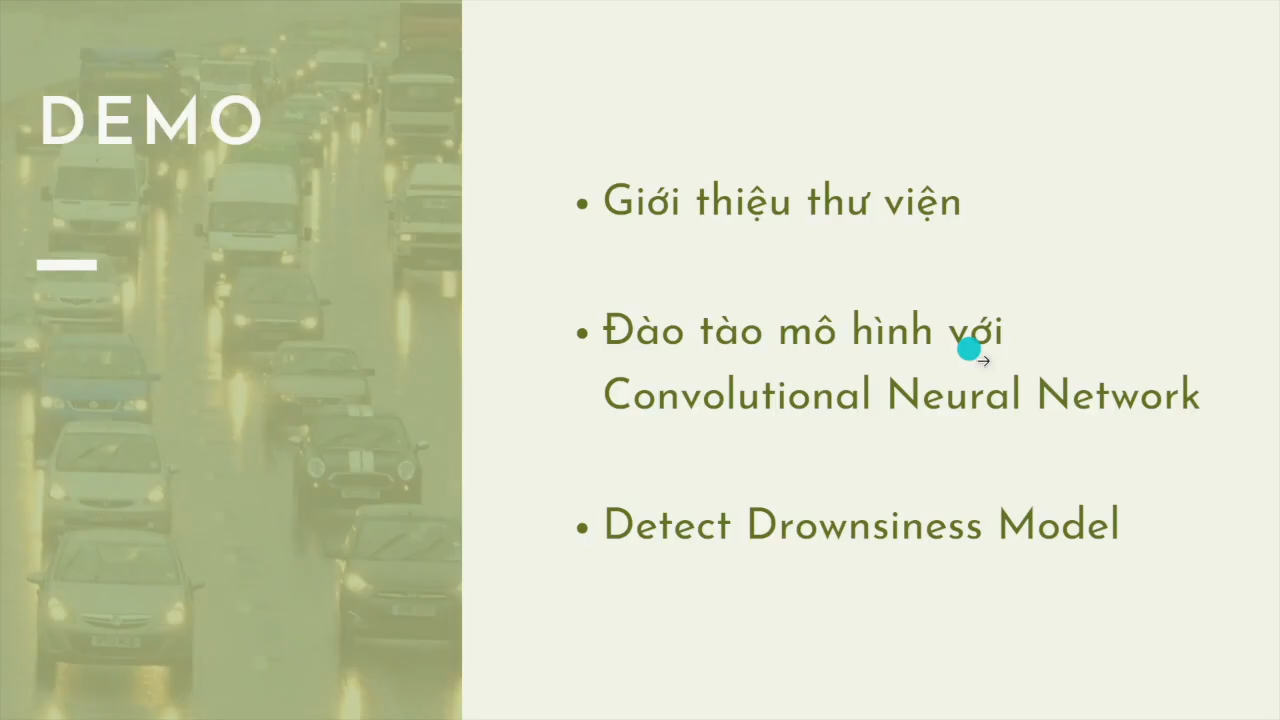 DEMO
• Giới thiệu thư viện
• Đào tào mô hình với
Convolutional Neural Network
• Detect Drownsiness Model